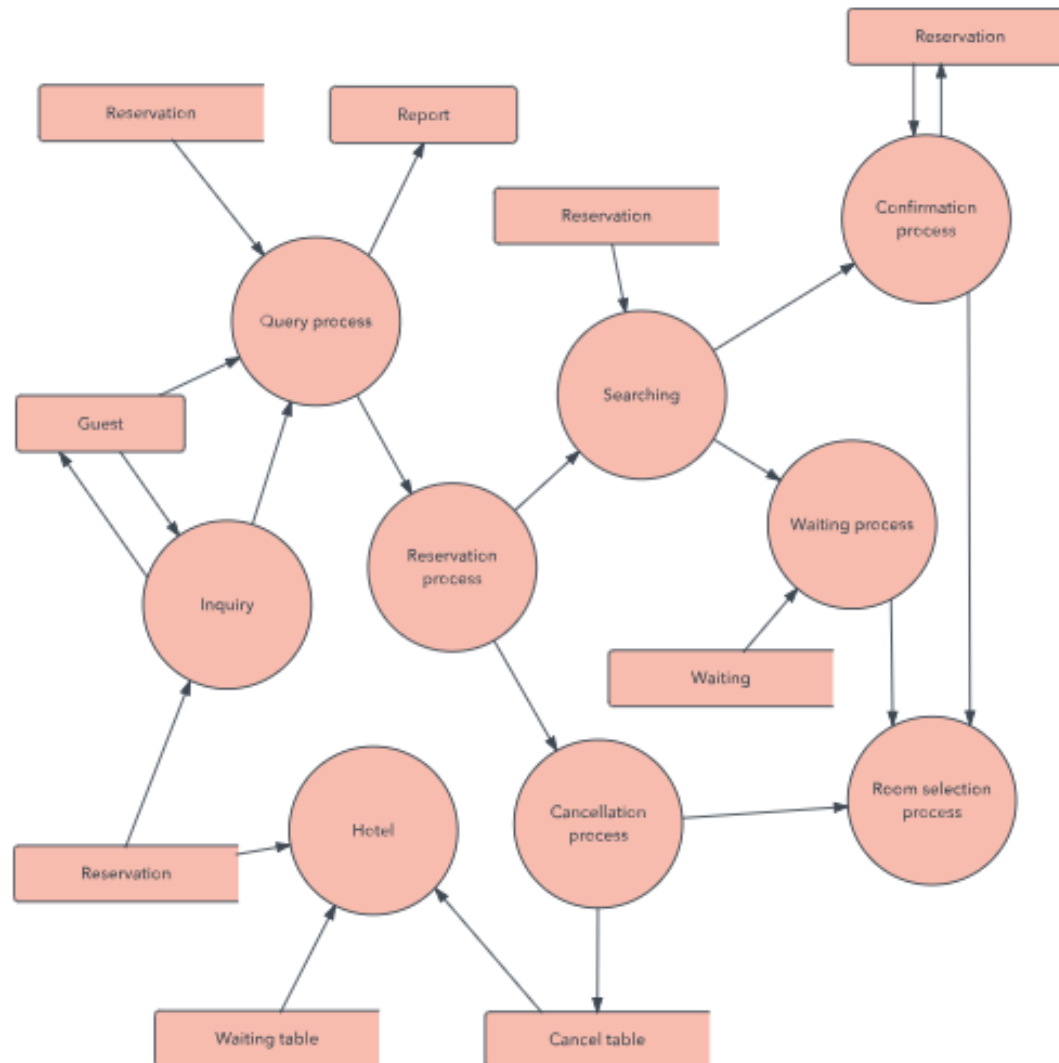 Reservation
Reservation
Report
Reservation
Confirmation
process
Query process
Searching
Guest
Waiting process
Reservation
process
Inquiry
Waiting
Room selection
process
Cancellation
process
Hotel
Reservation
Waiting table
Cancel table